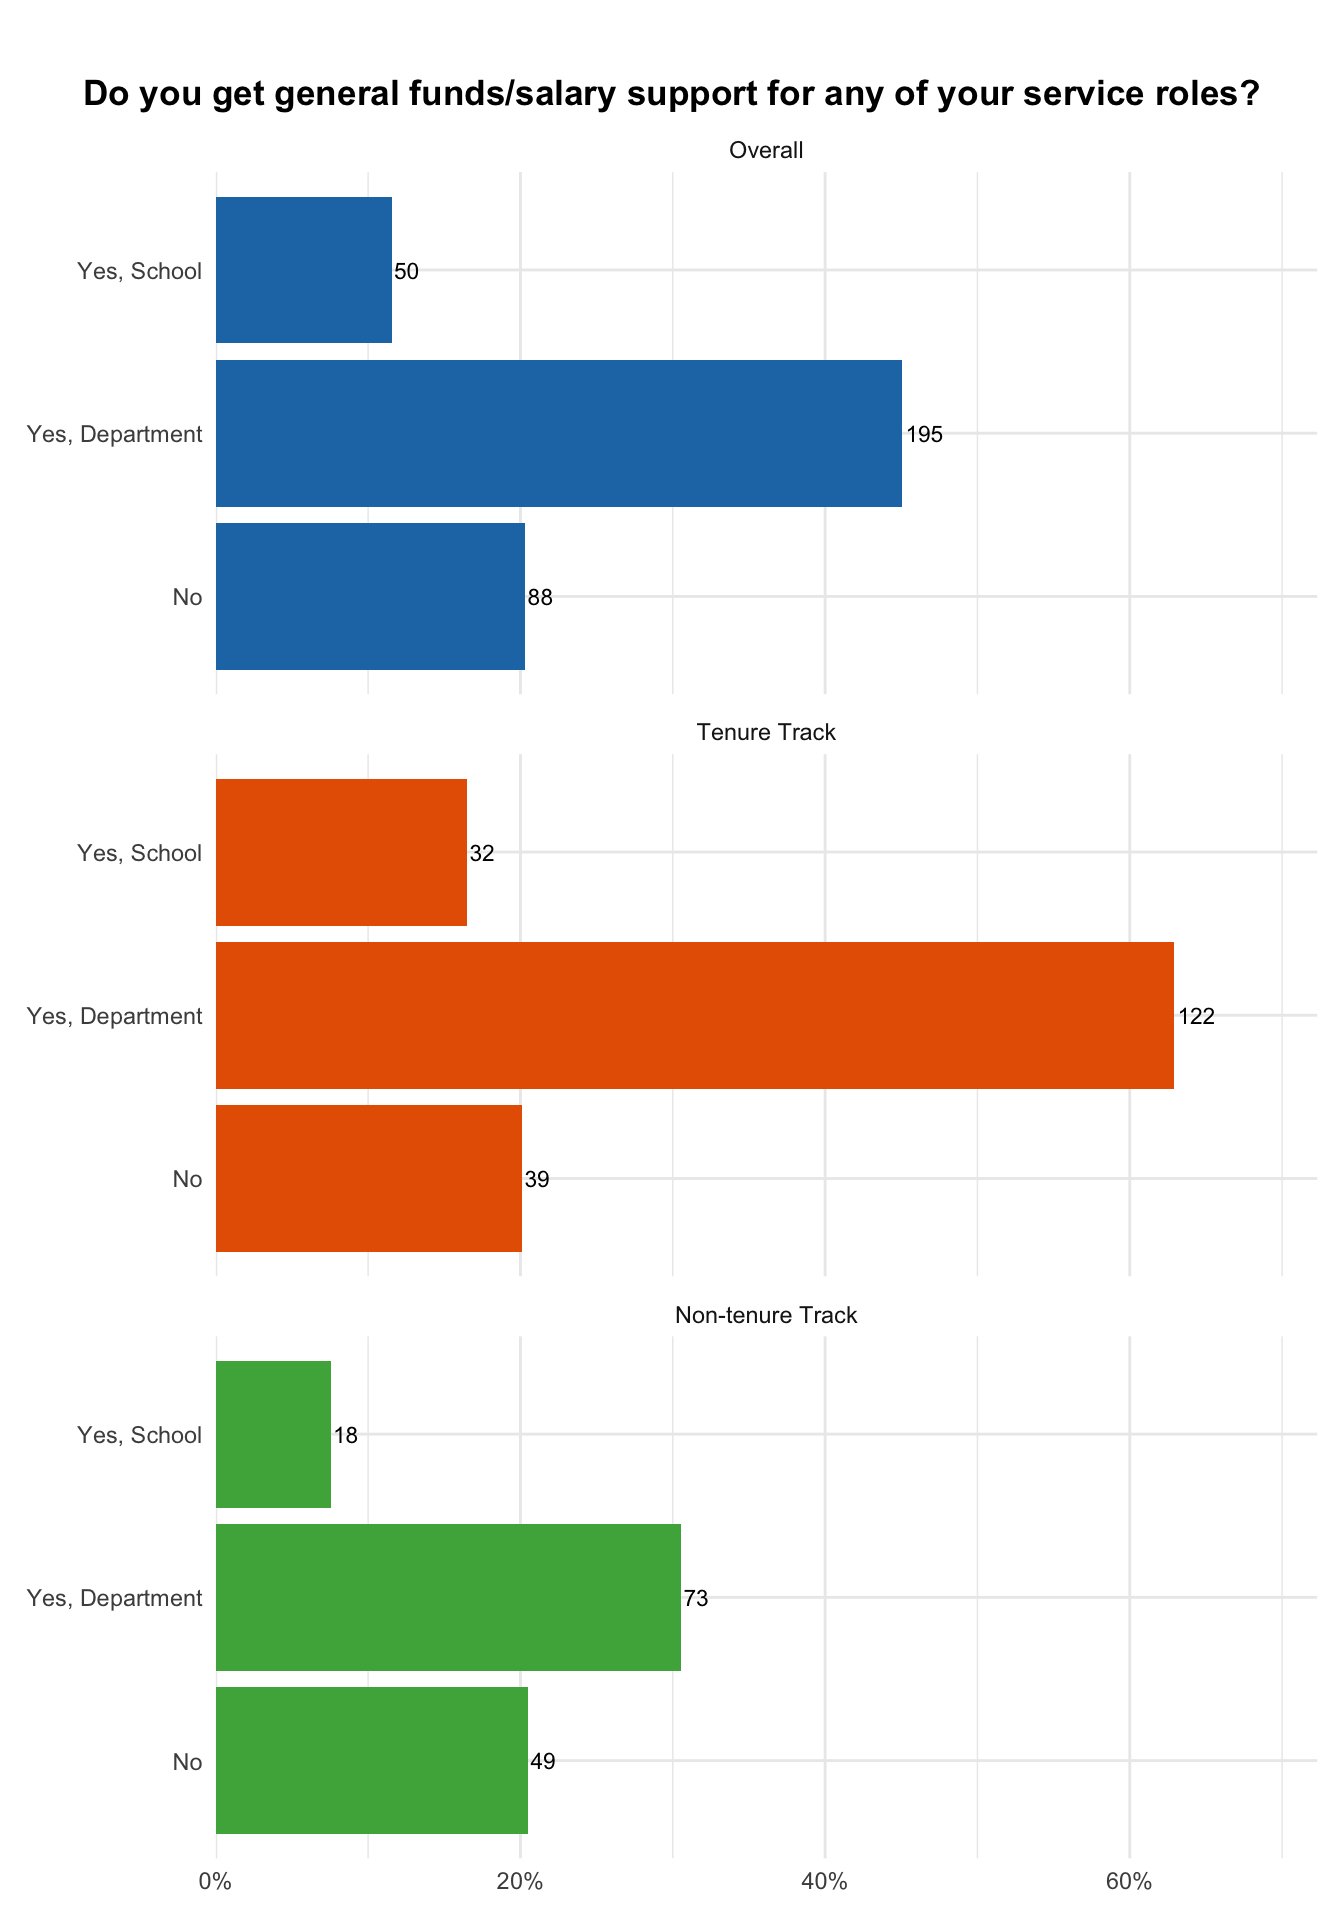 Do you get general funds/salary support for any of your service roles?
Overall
Yes, School
50
Yes, Department
195
No
88
Tenure Track
Yes, School
32
Yes, Department
122
No
39
Non-tenure Track
Yes, School
18
Yes, Department
73
No
49
0% 20% 40% 60%